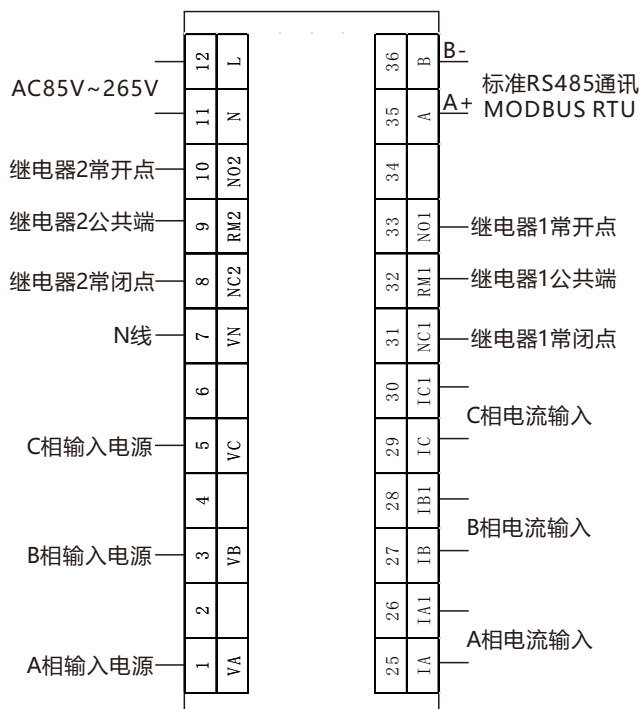 12 L
AC85V~265V
11 N
继电器2常开点 10 NO2
继电器2公共端 9 RM2
继电器2常闭点 8 NC2
N线 7 VN
6
C相输入电源 5 VC
4
B相输入电源 3 VB
2
A相输入电源 1 VA
36 B B-
标准RS485通讯
35 A A+ MODBUS RTU
34
33 NO1 继电器1常开点
32 RM1 继电器1公共端
31 NC1 继电器1常闭点
30 IC1
C相电流输入
29 IC
28 IB1
B相电流输入
27 IB
26 IA1
A相电流输入
25 IA